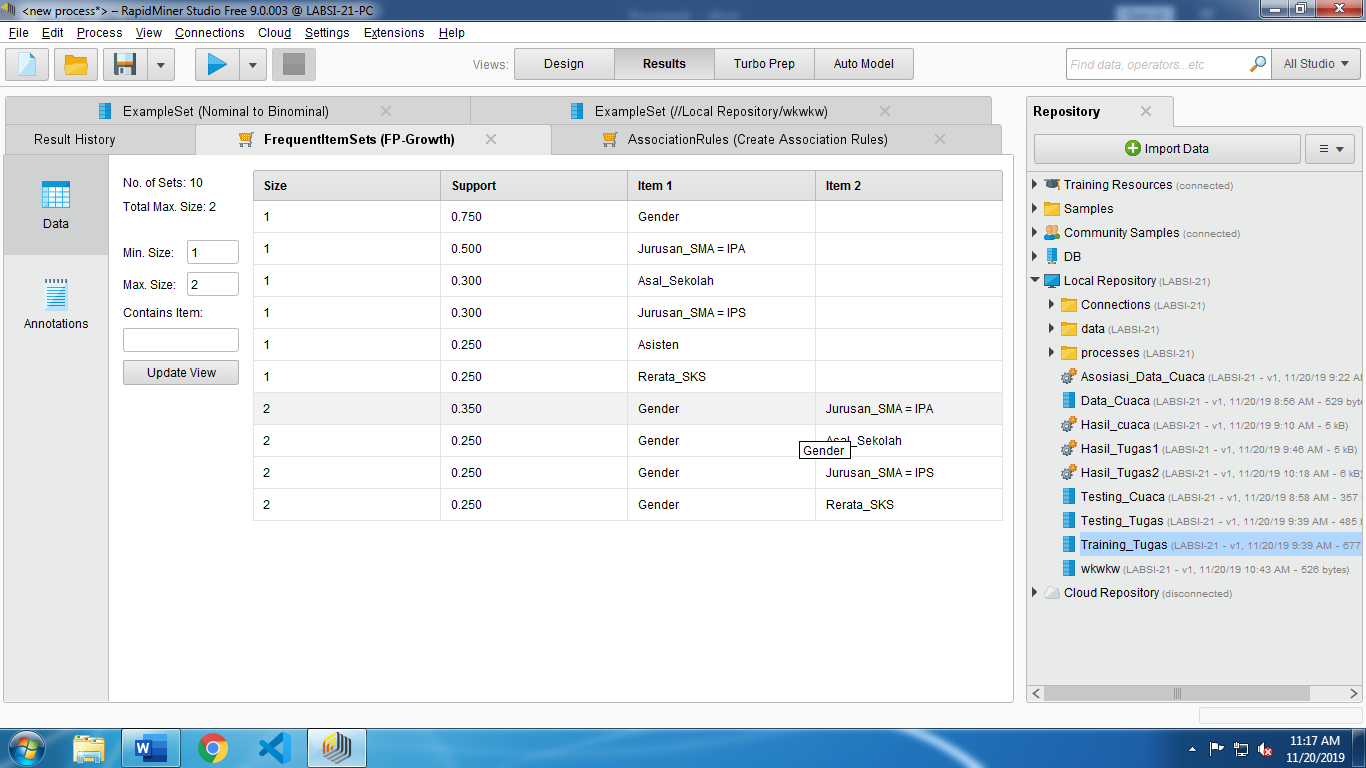 <new process*> – RapidMiner Studio Free 9.0.003 @ LABSI-21-PC
File Edit Process View Connections Cloud Settings Extensions Help
Views: Design Results Turbo Prep Auto Model
Find data, operators...etc
All Studio
ExampleSet (Nominal to Binominal)
ExampleSet (//Local Repository/wkwkw)
Result History
FrequentItemSets (FP-Growth)
AssociationRules (Create Association Rules)
Data
Annotations
No. of Sets: 10
Total Max. Size: 2
Min. Size: 1
Max. Size: 2
Contains Item:
Update View
Size Support Item 1 Item 2
1 0.750 Gender
1 0.500 Jurusan_SMA = IPA
1 0.300 Asal_Sekolah
1 0.300 Jurusan_SMA = IPS
1 0.250 Asisten
1 0.250 Rerata_SKS
2 0.350 Gender Jurusan_SMA = IPA
2 0.250 Gender Asal_Sekolah
Gender
2 0.250 Gender Jurusan_SMA = IPS
2 0.250 Gender Rerata_SKS
Repository
Import Data
Training Resources (connected)
Samples
Community Samples (connected)
DB
Local Repository (LABSI-21)
Connections (LABSI-21)
data (LABSI-21)
processes (LABSI-21)
Asosiasi_Data_Cuaca (LABSI-21 - v1, 11/20/19 9:22 A
Data_Cuaca (LABSI-21 - v1, 11/20/19 8:56 AM - 529 byt
Hasil_cuaca (LABSI-21 - v1, 11/20/19 9:10 AM - 5 kB)
Hasil_Tugas1 (LABSI-21 - v1, 11/20/19 9:46 AM - 5 kB)
Hasil_Tugas2 (LABSI-21 - v1, 11/20/19 10:18 AM - 6 kB)
Testing_Cuaca (LABSI-21 - v1, 11/20/19 8:58 AM - 357
Testing_Tugas (LABSI-21 - v1, 11/20/19 9:39 AM - 485
Training_Tugas (LABSI-21 - v1, 11/20/19 9:39 AM - 677
wkwkw (LABSI-21 - v1, 11/20/19 10:43 AM - 526 bytes)
Cloud Repository (disconnected)
11:17 AM
11/20/2019